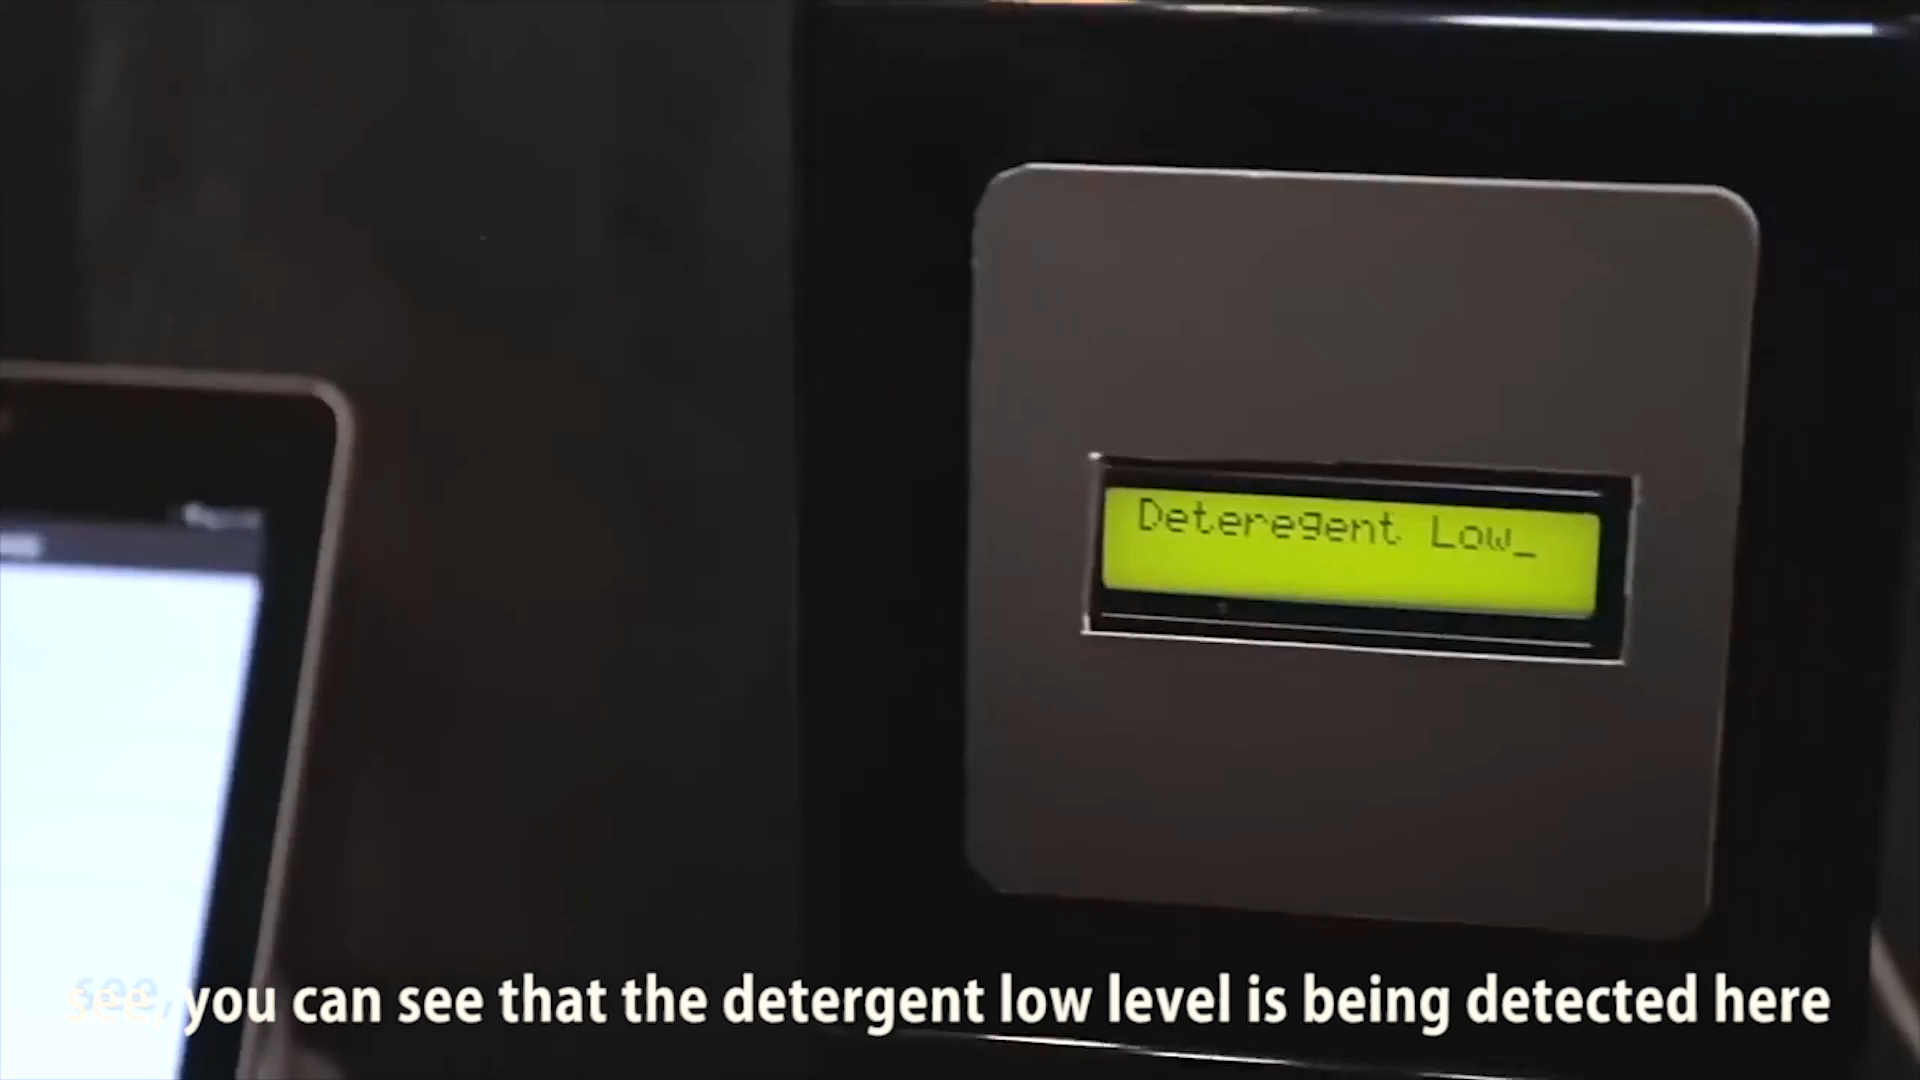 Deteregent Low_
see, you can see that the detergent low level is being detected here